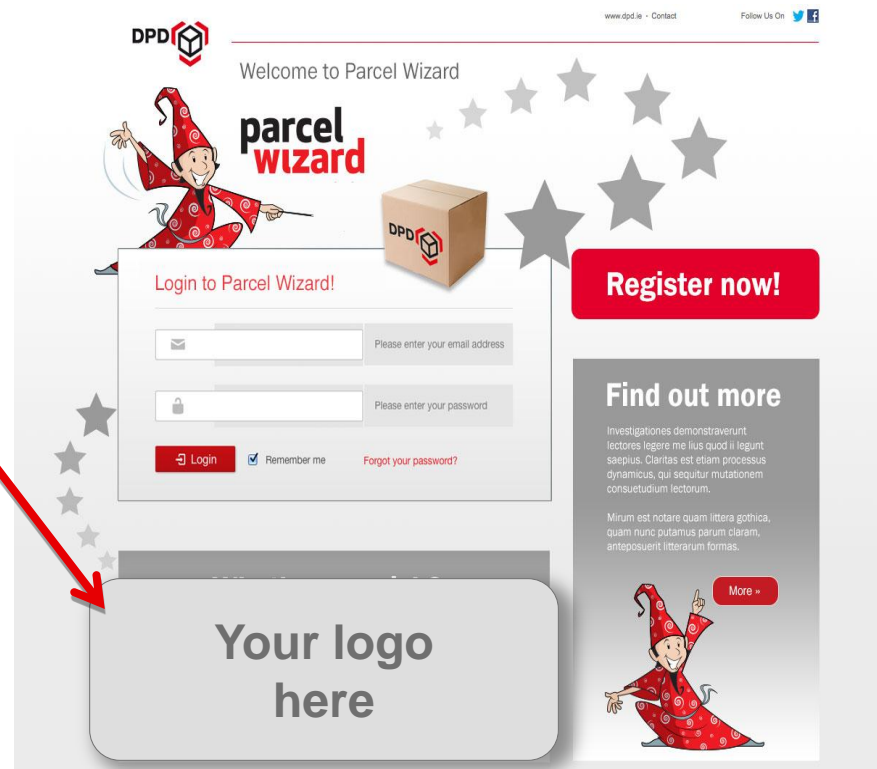 www.dpd.ie - Contact
Follow Us On
DPD
Welcome to Parcel Wizard
parcel
wizard
DPD
Login to Parcel Wizard!
Register now!
Please enter your email address
Please enter your password
Login
Remember me
Forgot your password?
Find out more
Investigationes demonstraverunt
lectores legere me lius quod ii legunt
saepius. Claritas est etiam processus
dynamicus, qui sequitur mutationem
consuetudium lectorum.
Mirum est notare quam littera gothica,
quam nunc putamus parum claram,
anteposuerit litterarum formas.
More »
Your logo
here